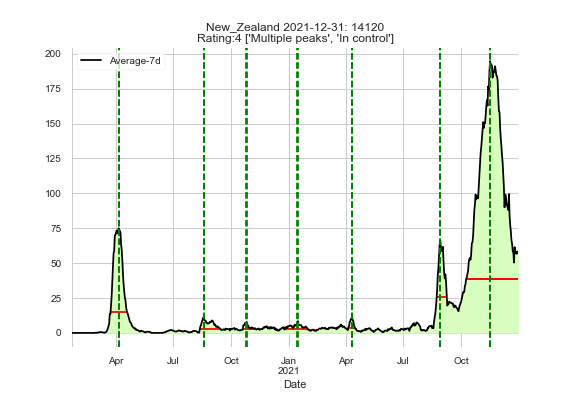 New_Zealand 2021-12-31: 14120
Rating:4 ['Multiple peaks', 'In control']
Average-7d
200
175
150
125
100
75
50
25
0
Apr Jul Oct Jan Apr Jul Oct
2021
Date